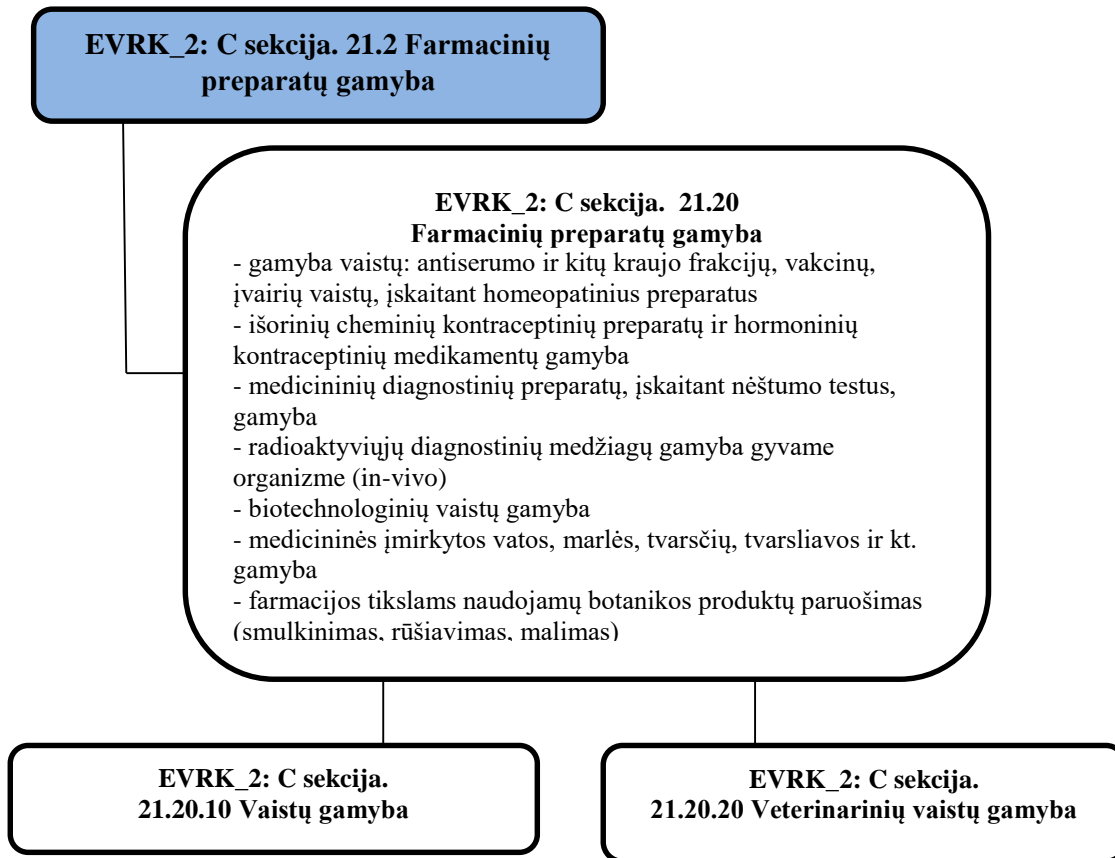 EVRK_2: C sekcija. 21.2 Farmacinių
preparatų gamyba
EVRK_2: C sekcija. 21.20
Farmacinių preparatų gamyba
- gamyba vaistų: antiserumo ir kitų kraujo frakcijų, vakcinų,
įvairių vaistų, įskaitant homeopatinius preparatus
- išorinių cheminių kontraceptinių preparatų ir hormoninių
kontraceptinių medikamentų gamyba
- medicininių diagnostinių preparatų, įskaitant nėštumo testus,
gamyba
- radioaktyviųjų diagnostinių medžiagų gamyba gyvame
organizme (in-vivo)
- biotechnologinių vaistų gamyba
- medicininės įmirkytos vatos, marlės, tvarsčių, tvarsliavos ir kt.
gamyba
- farmacijos tikslams naudojamų botanikos produktų paruošimas
(smulkinimas, rūšiavimas, malimas)
EVRK_2: C sekcija.
21.20.10 Vaistų gamyba
EVRK_2: C sekcija.
21.20.20 Veterinarinių vaistų gamyba